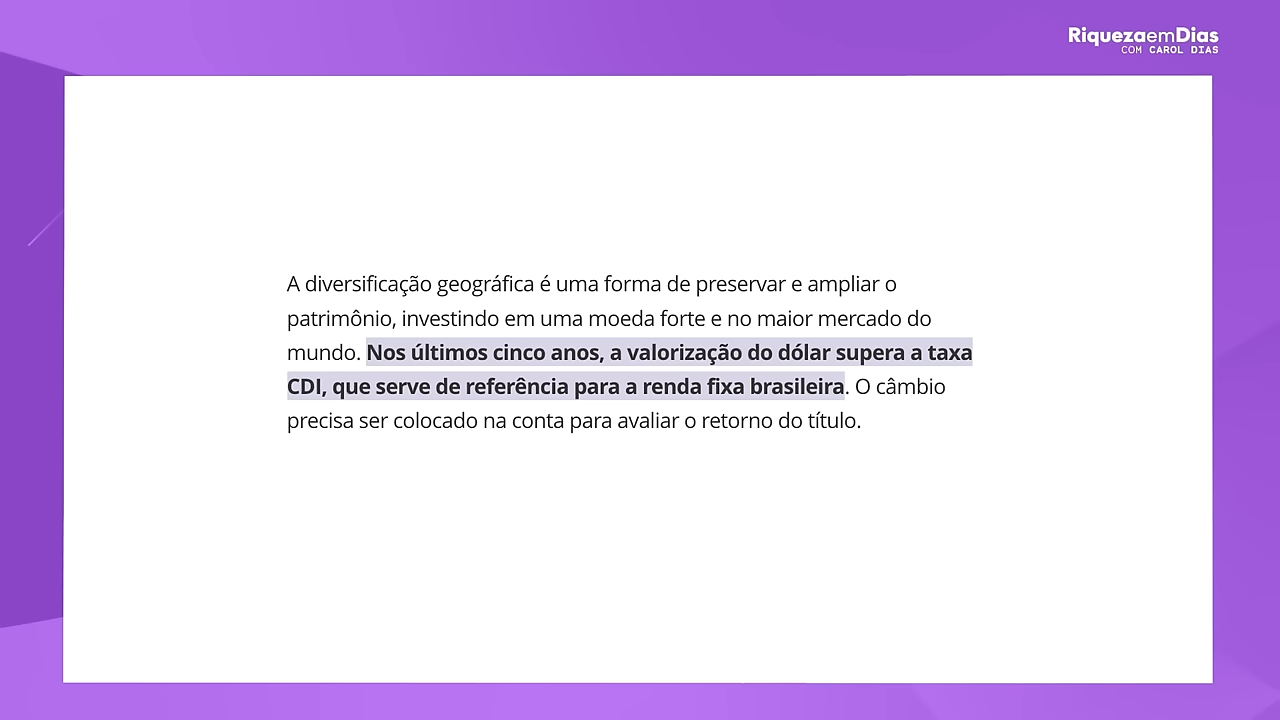 RiquezaemDias
COM CAROL DIAS
A diversificação geográfica é uma forma de preservar e ampliar o
patrimônio, investindo em uma moeda forte e no maior mercado do
mundo. Nos últimos cinco anos, a valorização do dólar supera a taxa
CDI, que serve de referência para a renda fixa brasileira. O câmbio
precisa ser colocado na conta para avaliar o retorno do título.